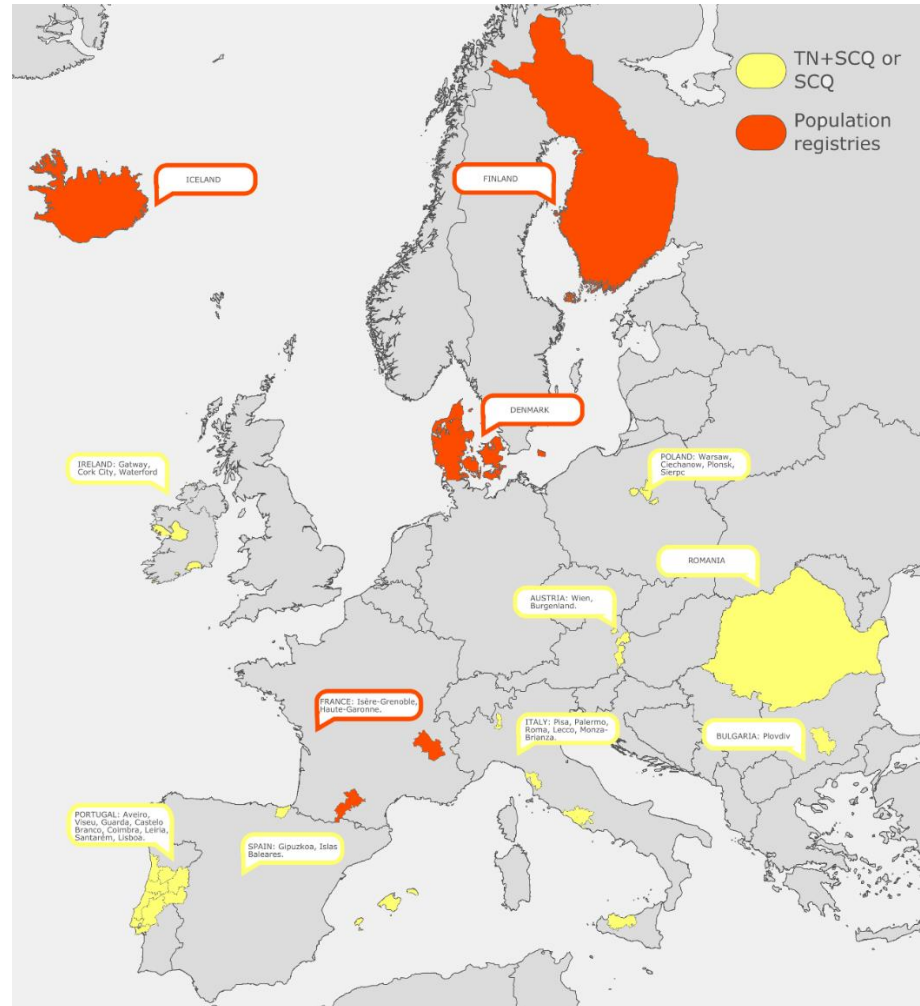 TN+SCQ or
SCQ
Population
registries
ICELAND
FINLAND
DENMARK
IRELAND: Gatway,
Cork City, Waterford
POLAND: Warsaw,
Ciechanew, Plonsk,
Sierpc
ROMANIA
AUSTRIA: Wien,
Burgenland.
FRANCE: Isère-Grenoble,
Haute-Garonne.
ITALY: Pisa, Palermo,
Roma, Lecco, Monza-
Brianza.
BULGARIA: Plovdiv
PORTUGAL: Aveiro,
Viseu, Guarda, Castelo
Branco, Coimbra, Leiria,
Santarém, Lisboa.
SPAIN: Gipuzkoa, Islas
Baleares.